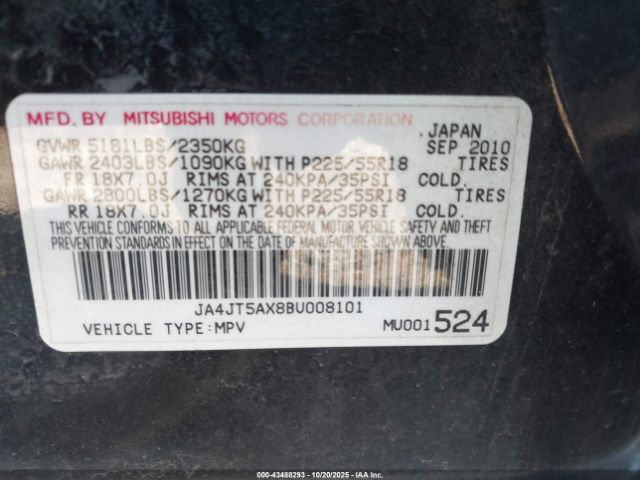 MFD. BY MITSUBISHI MOTORS CORPORATION
, JAPAN
GVWR 5181LBS/2350KG SEP 2010
GAWR 2403LBS/1090KG WITH P225/55R18 TIRES
FR 18X7.0J RIMS AT 240KPA/35PSI COLD.
GAWR 2800LBS/1270KG WITH P225/55R18 TIRES
RR 18X7.0J RIMS AT 240KPA/35PSI COLD.
THIS VEHICLE CONFORMS TO ALL APPLICABLE FEDERAL MOTOR VEHICLE SAFETY AND THEFT
PREVENTION STANDARDS IN EFFECT ON THE DATE OF MANUFACTURE SHOWN ABOVE.
JA4JT5AX8BU008101
VEHICLE TYPE:MPV MU001524
© 43488293 - 10/20/2025 - IAA, Inc.